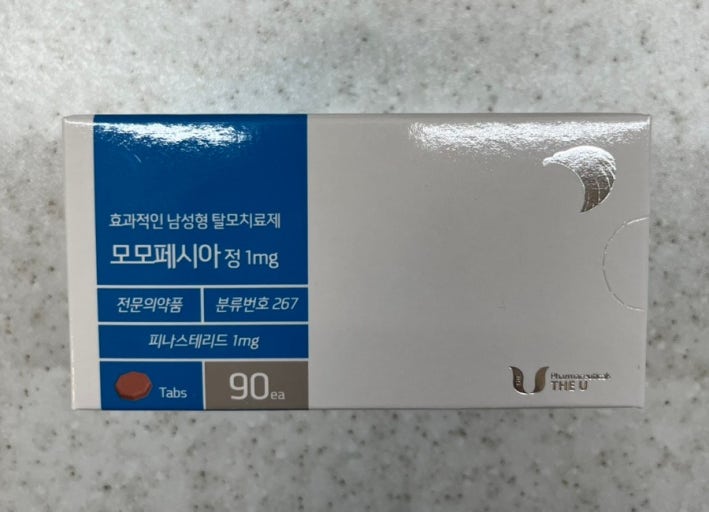 효과적인 남성형 탈모치료제
모모페시아 정 1mg
전문의약품
분류번호 267
피나스테리드 1mg
Tabs
90ea
THE
Pharmaceuticals
THE U